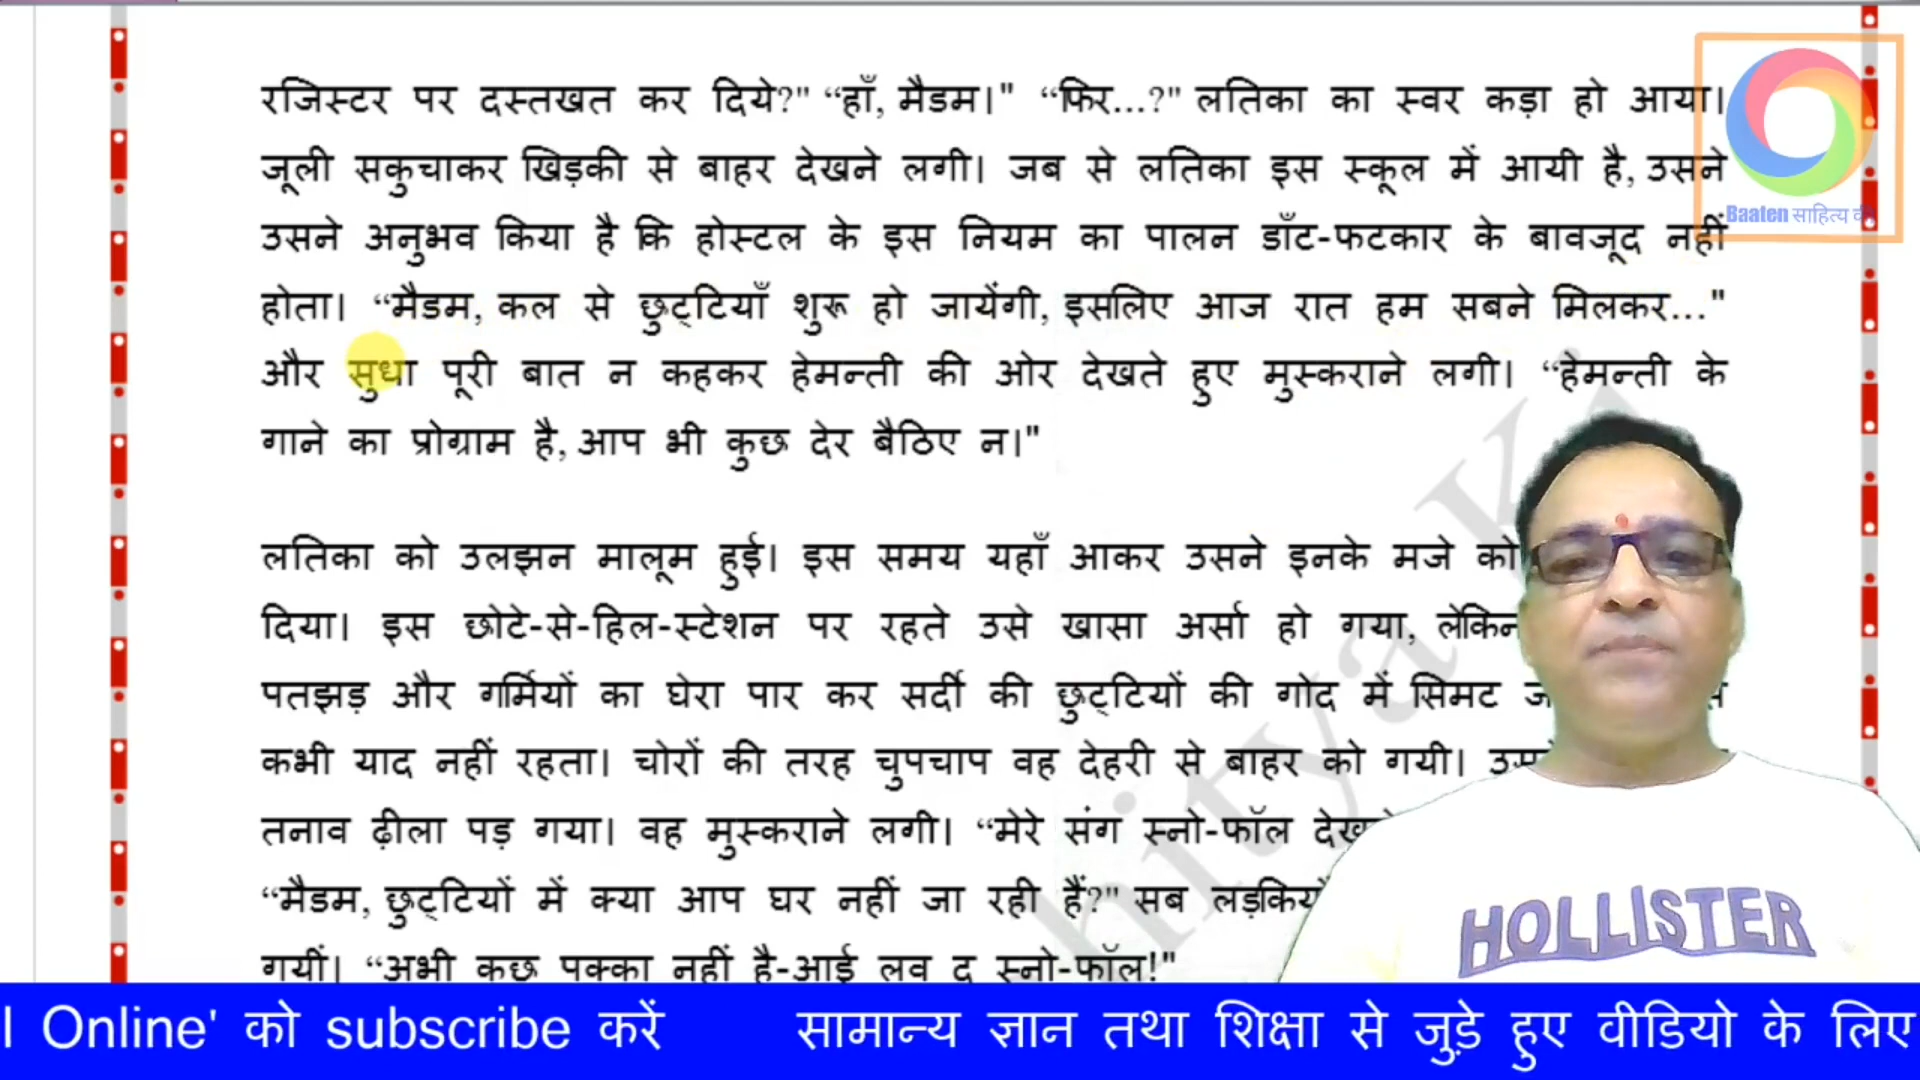 रजिस्टर पर दस्तखत कर दिये?" “हाँ, मैडम।" “फिर...?" लतिका का स्वर कड़ा हो आया।
जूली सकुचाकर खिड़की से बाहर देखने लगी। जब से लतिका इस स्कूल में आयी है, उसने
उसने अनुभव किया है कि होस्टल के इस नियम का पालन डाँट-फटकार के बावजूद नहीं
होता। “मैडम, कल से छुट्टियाँ शुरू हो जायेंगी, इसलिए आज रात हम सबने मिलकर..."
और सुधा पूरी बात न कहकर हेमन्ती की ओर देखते हुए मुस्कराने लगी। “हेमन्ती के
गाने का प्रोग्राम है, आप भी कुछ देर बैठिए न।"
लतिका को उलझन मालूम हुई। इस समय यहाँ आकर उसने इनके मजे को
दिया। इस छोटे-से-हिल-स्टेशन पर रहते उसे खासा अर्सा हो गया, लेकिन
पतझड़ और गर्मियों का घेरा पार कर सर्दी की छुट्टियों की गोद में सिमट
कभी याद नहीं रहता। चोरों की तरह चुपचाप वह देहरी से बाहर को गयी।
तनाव ढ़ीला पड़ गया। वह मुस्कराने लगी। “मेरे संग स्नो-फॉल
“मैडम, छुट्टियों में क्या आप घर नहीं जा रही हैं?" सब
गयीं। “अभी कुछ पक्का नहीं है-आई लव द स्नो-फॉल!"
Baaten साहित्य की
hitya Ki
HOLLISTER
l Online' को subscribe करें सामान्य ज्ञान तथा शिक्षा से जुड़े हुए वीडियो के लिए